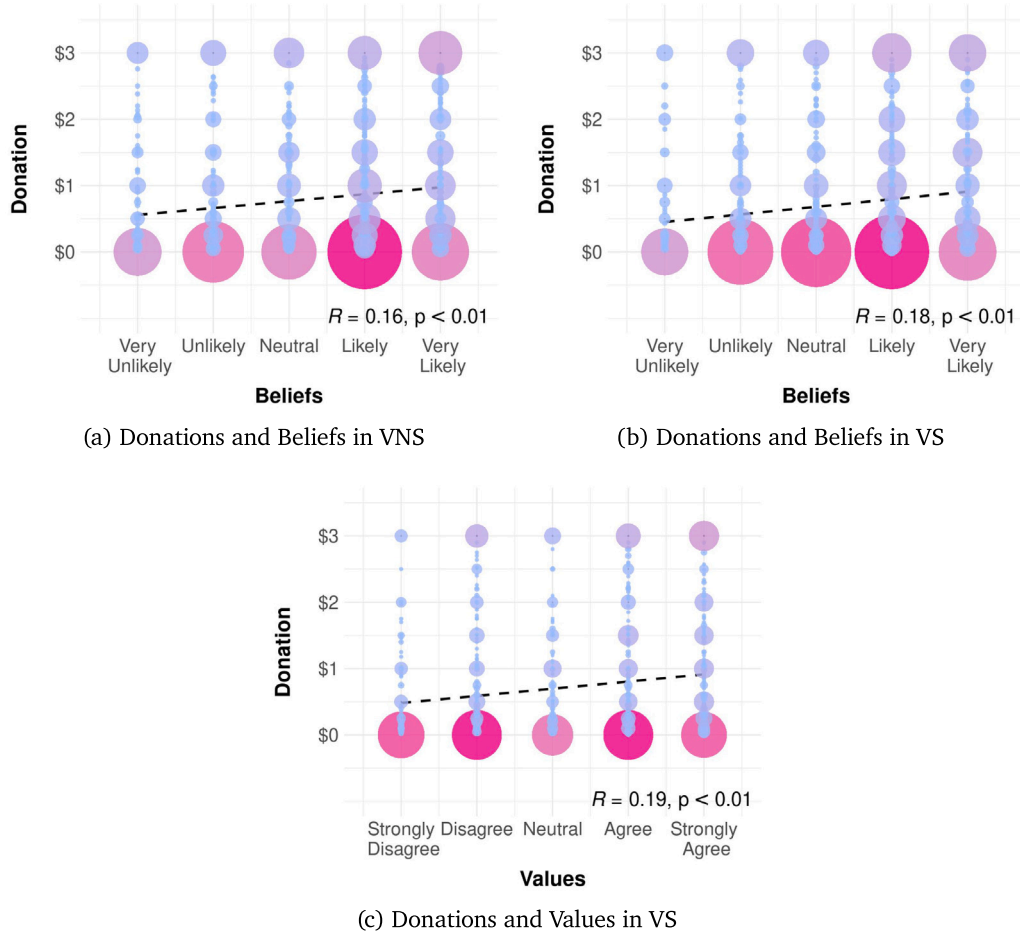 Donation
$3
$2
$1
$0
R = 0.16, p < 0.01
Very Unlikely Neutral Likely Very
Unlikely Likely
Beliefs
(a) Donations and Beliefs in VNS
Donation
$3
$2
$1
$0
R = 0.18, p < 0.01
Very Unlikely Neutral Likely Very
Unlikely Likely
Beliefs
(b) Donations and Beliefs in VS
Donation
$3
$2
$1
$0
R = 0.19, p < 0.01
Strongly Disagree Neutral Agree Strongly
Disagree Agree
Values
(c) Donations and Values in VS